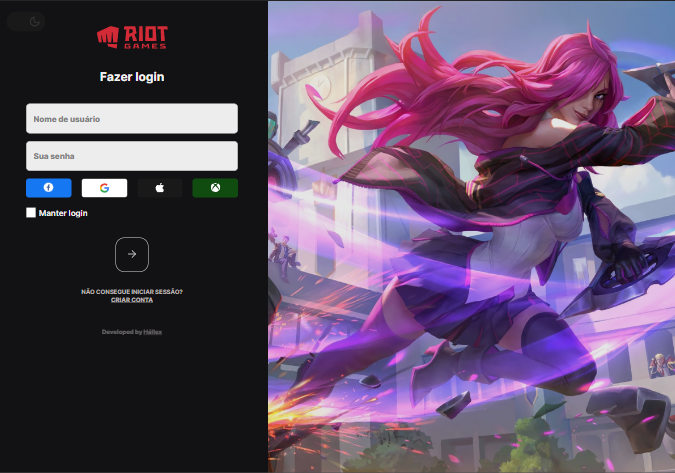 RIOT
GAMES
Fazer login
Nome de usuário
Sua senha
Manter login
NÃO CONSEGUE INICIAR SESSÃO?
CRIAR CONTA
Developed by